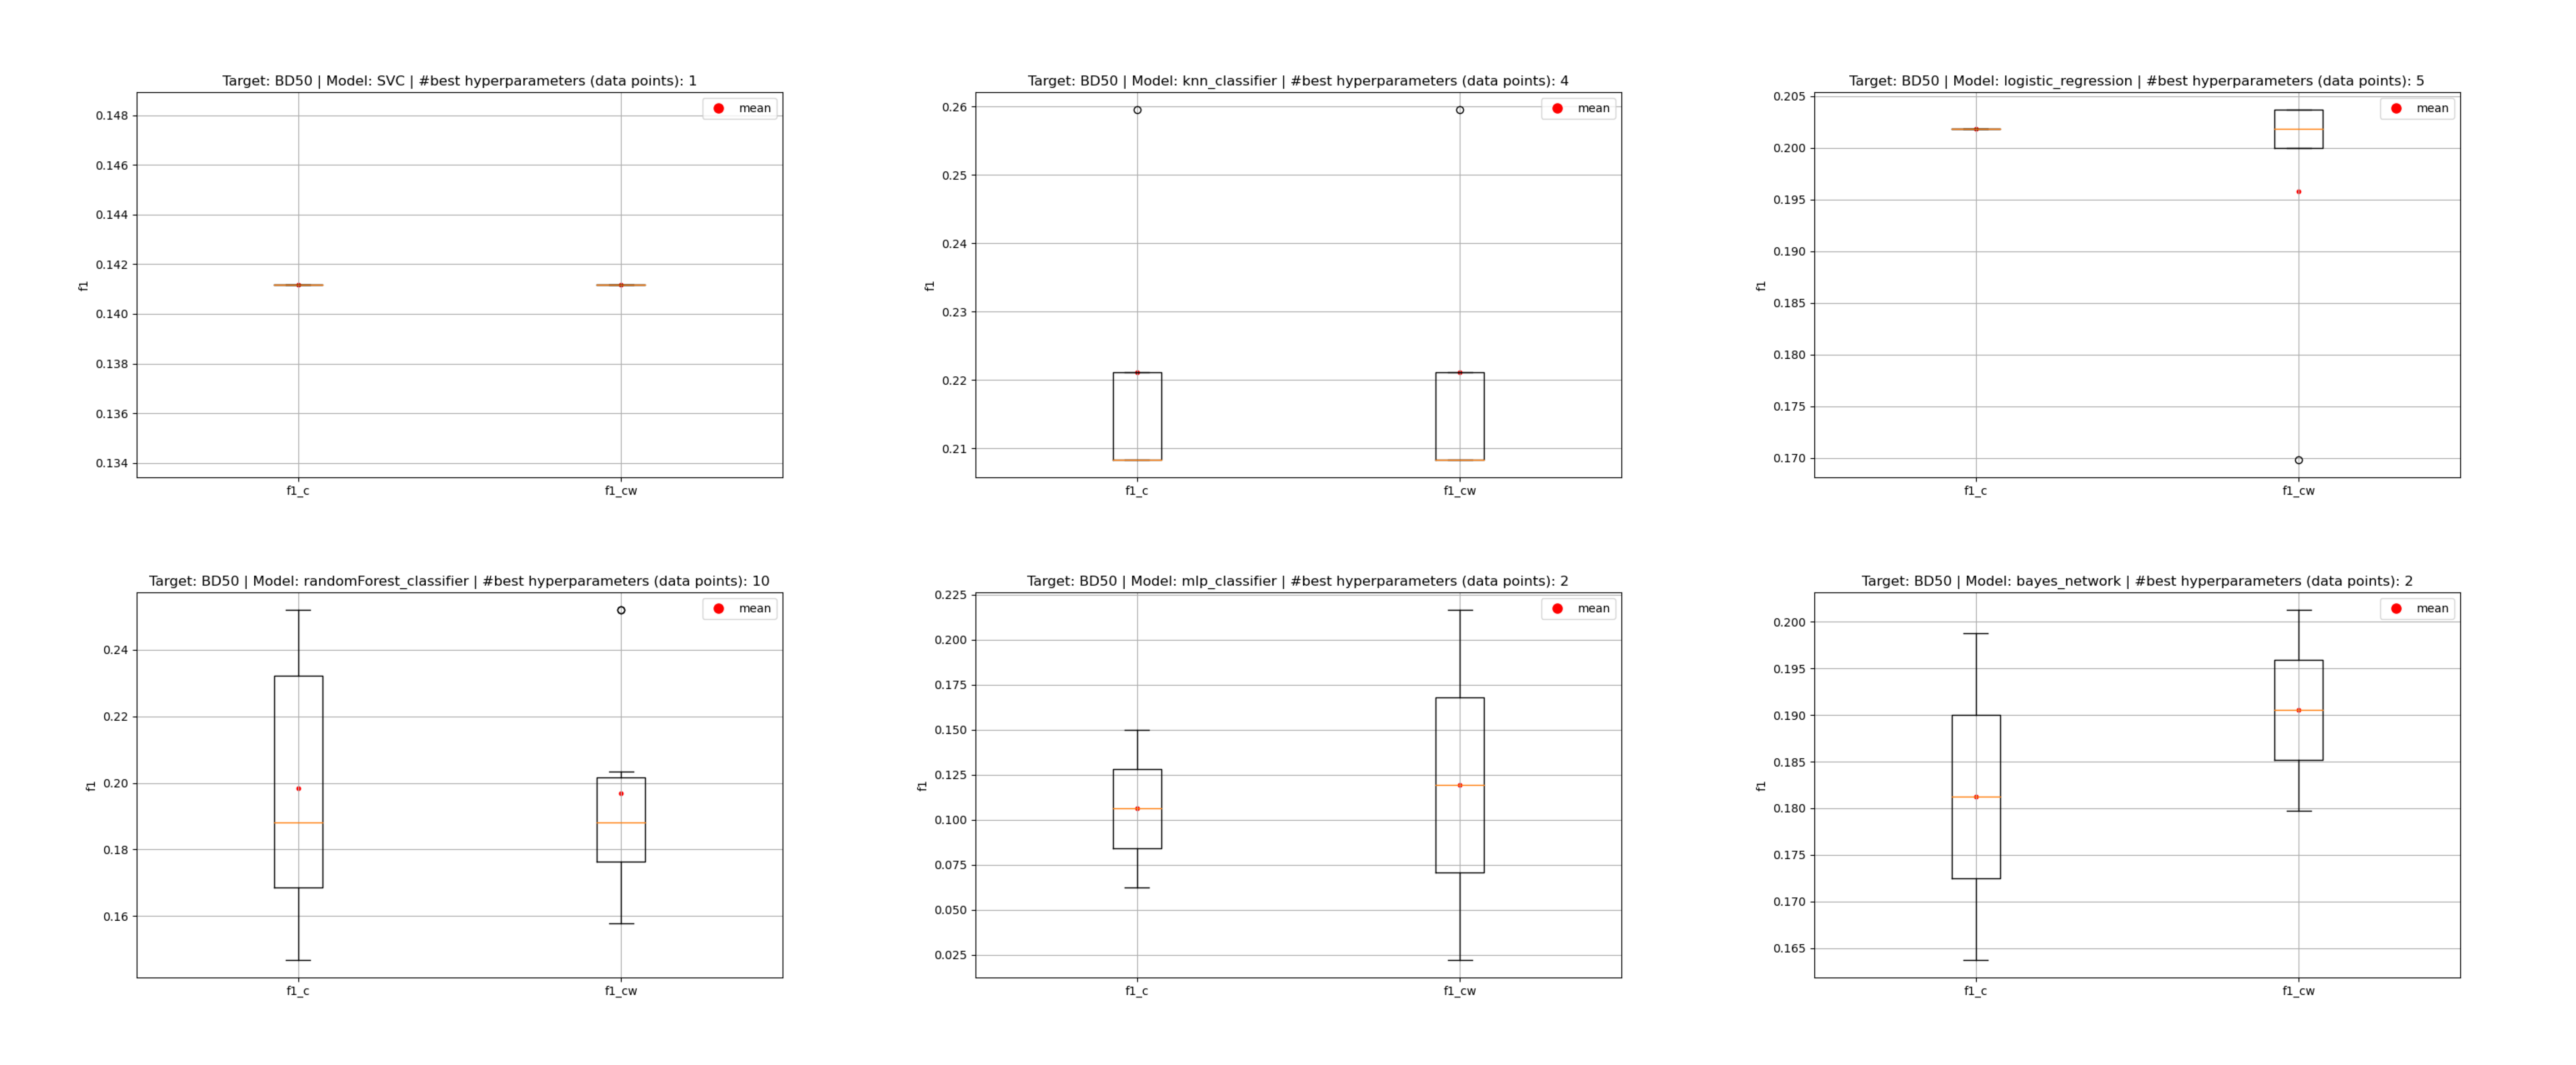 Target: BD50 | Model: SVC | #best hyperparameters (data points): 1
mean
0.148
0.146
0.144
0.142
0.140
0.138
0.136
0.134
f1
f1_c
f1_cw
Target: BD50 | Model: knn_classifier | #best hyperparameters (data points): 4
mean
0.26
0.25
0.24
0.23
0.22
0.21
f1
f1_c
f1_cw
Target: BD50 | Model: logistic_regression | #best hyperparameters (data points): 5
mean
0.205
0.200
0.195
0.190
0.185
0.180
0.175
0.170
f1
f1_c
f1_cw
Target: BD50 | Model: randomForest_classifier | #best hyperparameters (data points): 10
mean
0.24
0.22
0.20
0.18
0.16
f1
f1_c
f1_cw
Target: BD50 | Model: mlp_classifier | #best hyperparameters (data points): 2
mean
0.225
0.200
0.175
0.150
0.125
0.100
0.075
0.050
0.025
f1
f1_c
f1_cw
Target: BD50 | Model: bayes_network | #best hyperparameters (data points): 2
mean
0.200
0.195
0.190
0.185
0.180
0.175
0.170
0.165
f1
f1_c
f1_cw